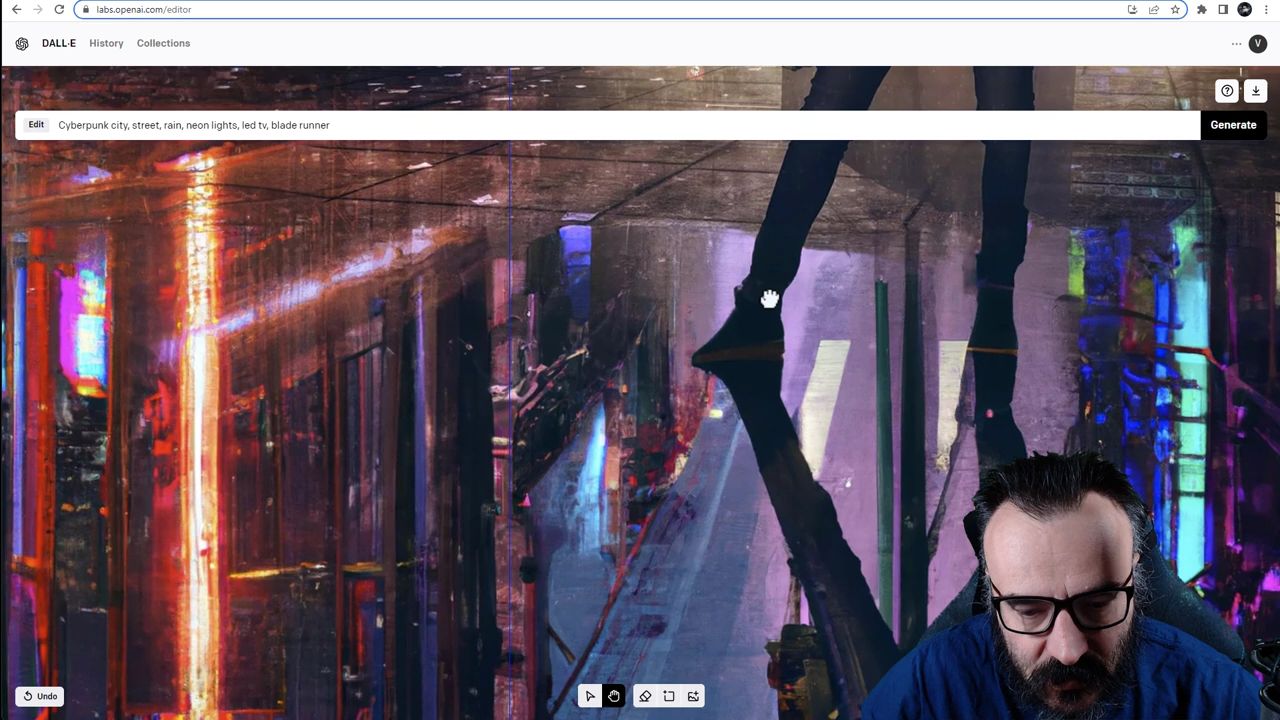 labs.openai.com/editor
DALL·E History Collections
V
Edit Cyberpunk city, street, rain, neon lights, led tv, blade runner Generate
Undo